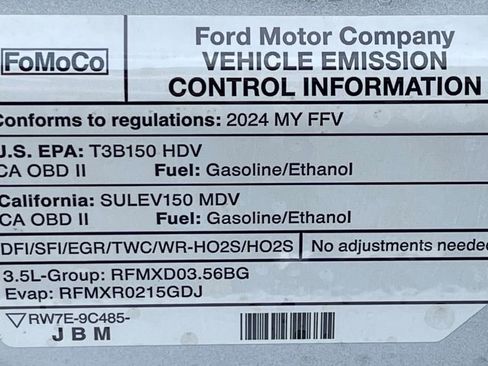 FoMoCo
Ford Motor Company
VEHICLE EMISSION
CONTROL INFORMATION
Conforms to regulations: 2024 MY FFV
J.S. EPA: T3B150 HDV
CA OBD II Fuel: Gasoline/Ethanol
California: SULEV150 MDV
CA OBD II Fuel: Gasoline/Ethanol
DFI/SFI/EGR/TWC/WR-HO2S/HO2S No adjustments needed
3.5L-Group: RFMXD03.56BG
Evap: RFMXR0215GDJ
RW7E-9C485-
J B M